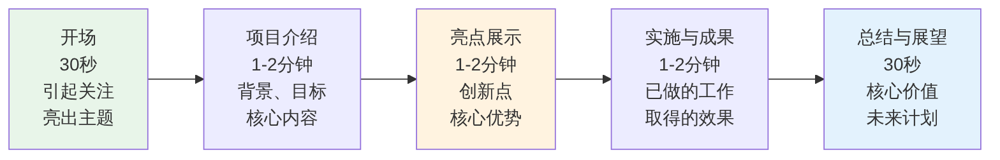 开场
30秒
引起关注
亮出主题
项目介绍
1-2分钟
背景、目标
核心内容
亮点展示
1-2分钟
创新点
核心优势
实施与成果
1-2分钟
已做的工作
取得的效果
总结与展望
30秒
核心价值
未来计划